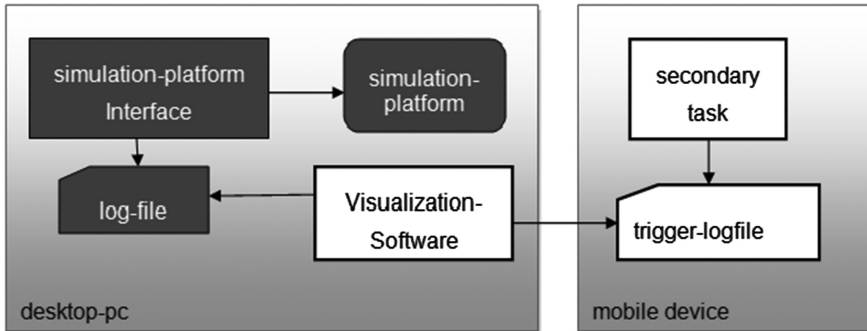 simulation-platform
Interface
simulation-
platform
log-file
Visualization-
Software
desktop-pc
secondary
task
trigger-logfile
mobile device